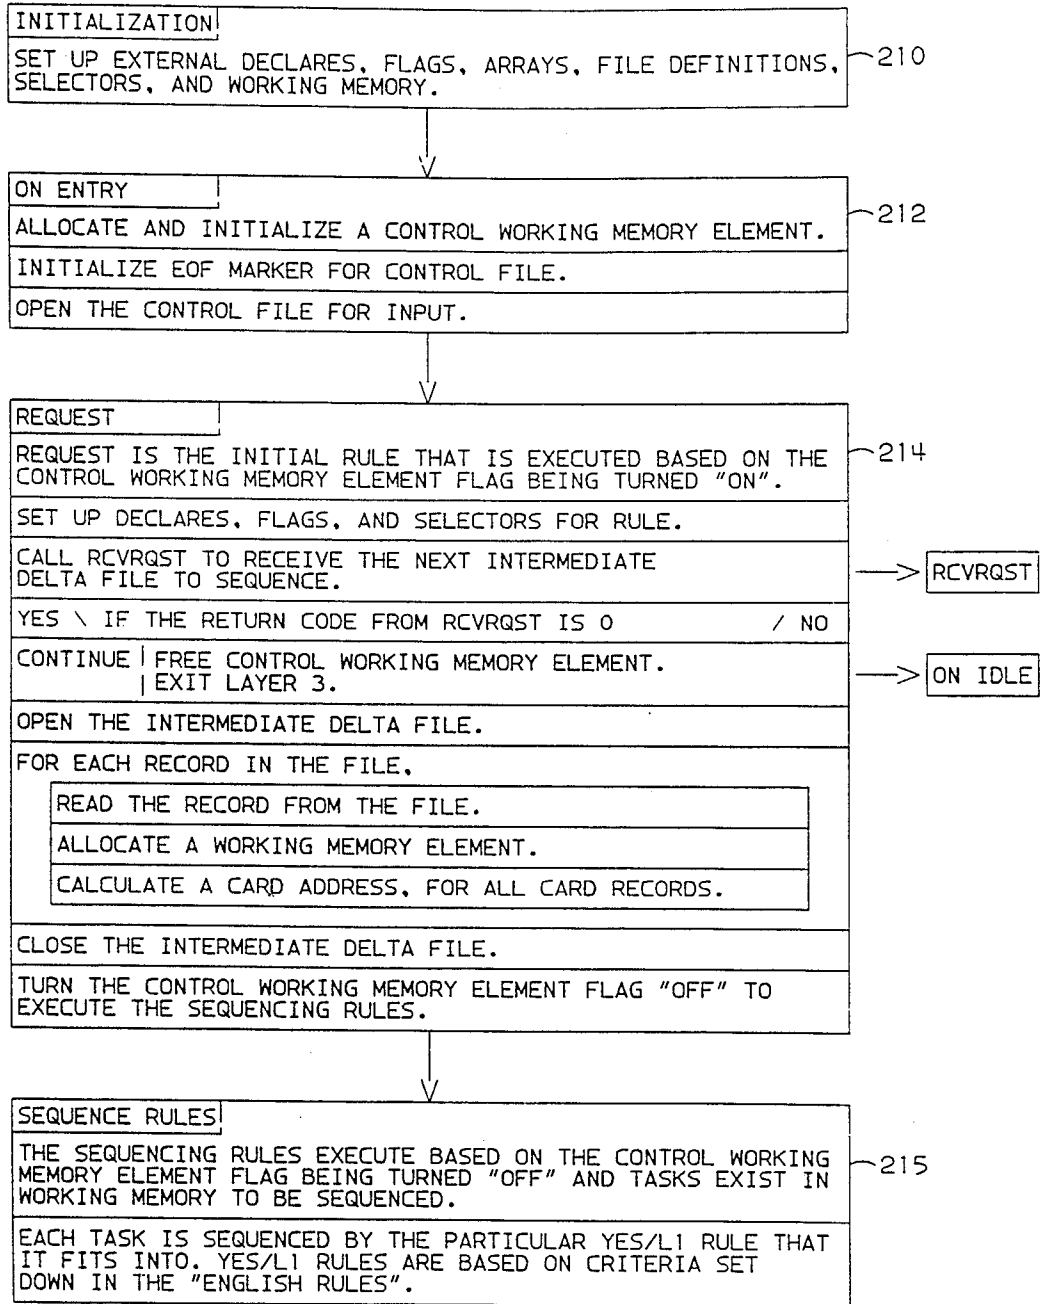 INITIALIZATION
SET UP EXTERNAL DECLARES, FLAGS, ARRAYS, FILE DEFINITIONS,
SELECTORS, AND WORKING MEMORY.
210
ON ENTRY
212
ALLOCATE AND INITIALIZE A CONTROL WORKING MEMORY ELEMENT.
INITIALIZE EOF MARKER FOR CONTROL FILE.
OPEN THE CONTROL FILE FOR INPUT.
REQUEST
REQUEST IS THE INITIAL RULE THAT IS EXECUTED BASED ON THE
214
CONTROL WORKING MEMORY ELEMENT FLAG BEING TURNED "ON".
SET UP DECLARES, FLAGS, AND SELECTORS FOR RULE.
CALL RCVRQST TO RECEIVE THE NEXT INTERMEDIATE
DELTA FILE TO SEQUENCE.
RCVRQST
YES \ IF THE RETURN CODE FROM RCVRQST IS 0 / NO
CONTINUE | FREE CONTROL WORKING MEMORY ELEMENT.
| EXIT LAYER 3.
ON IDLE
OPEN THE INTERMEDIATE DELTA FILE.
FOR EACH RECORD IN THE FILE,
READ THE RECORD FROM THE FILE.
ALLOCATE A WORKING MEMORY ELEMENT.
CALCULATE A CARD ADDRESS, FOR ALL CARD RECORDS.
CLOSE THE INTERMEDIATE DELTA FILE.
TURN THE CONTROL WORKING MEMORY ELEMENT FLAG "OFF" TO
EXECUTE THE SEQUENCING RULES.
SEQUENCE RULES
THE SEQUENCING RULES EXECUTE BASED ON THE CONTROL WORKING
MEMORY ELEMENT FLAG BEING TURNED "OFF" AND TASKS EXIST IN
215
WORKING MEMORY TO BE SEQUENCED.
EACH TASK IS SEQUENCED BY THE PARTICULAR YES/L1 RULE THAT
IT FITS INTO. YES/L1 RULES ARE BASED ON CRITERIA SET
DOWN IN THE "ENGLISH RULES".